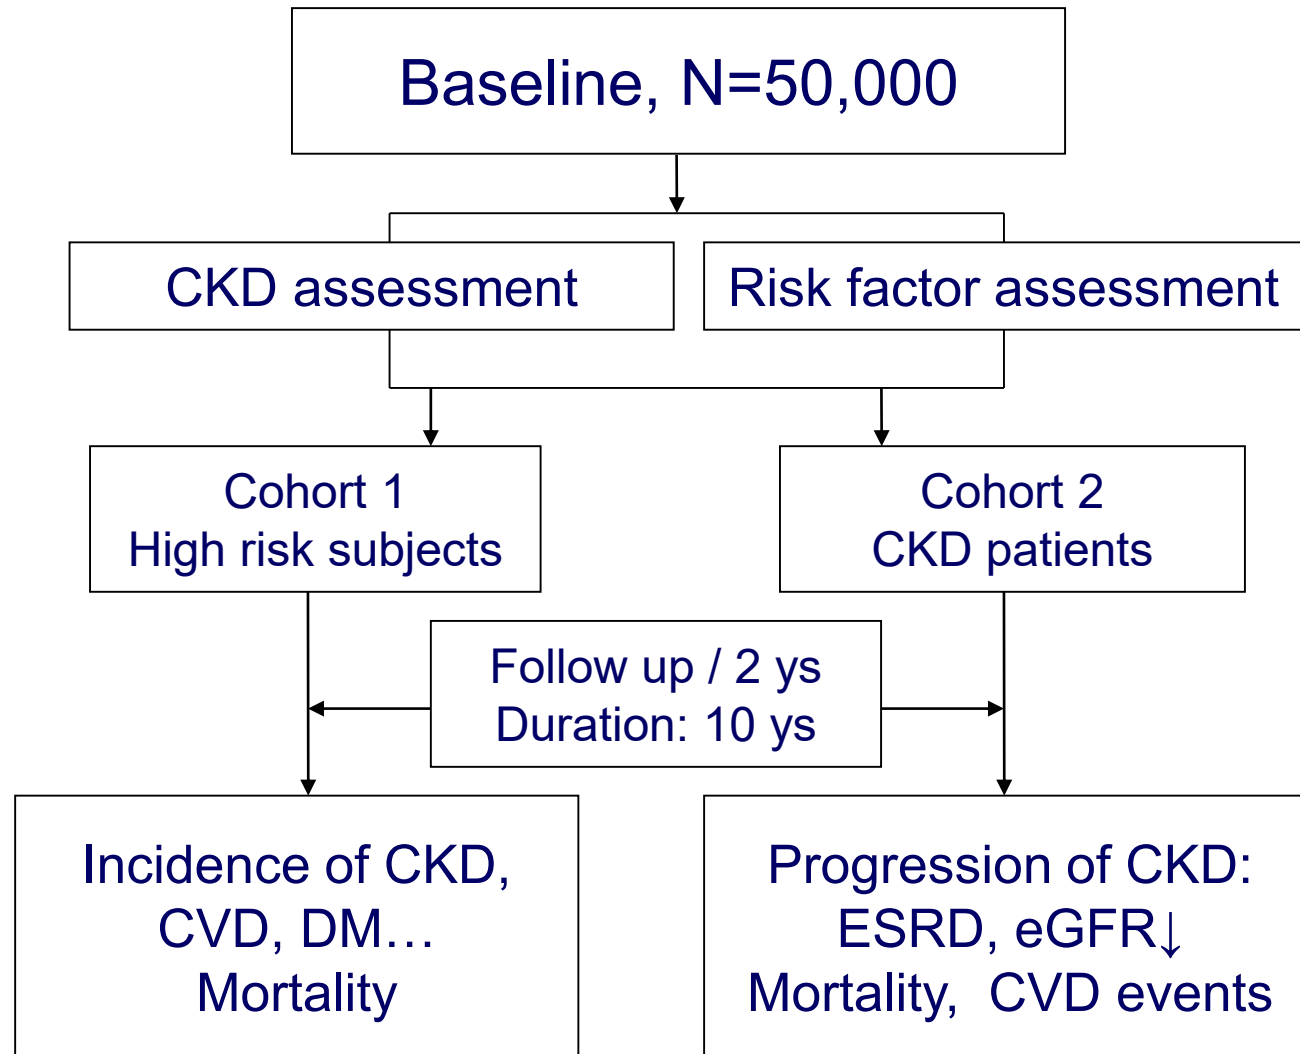 Baseline, N=50,000
CKD assessment
Risk factor assessment
Cohort 1
High risk subjects
Cohort 2
CKD patients
Follow up / 2 ys
Duration: 10 ys
Incidence of CKD,
CVD, DM…
Mortality
Progression of CKD:
ESRD, eGFR↓
Mortality,  CVD events